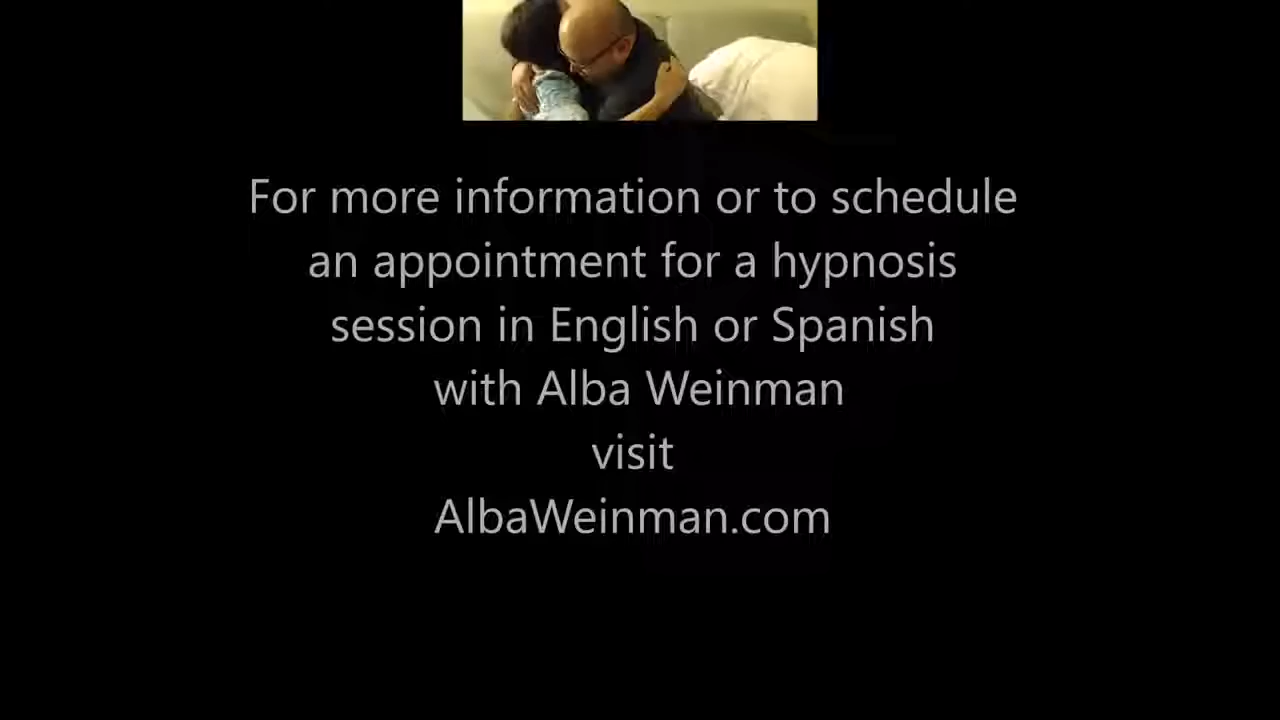 For more information or to schedule
an appointment for a hypnosis
session in English or Spanish
with Alba Weinman
visit
AlbaWeinman.com